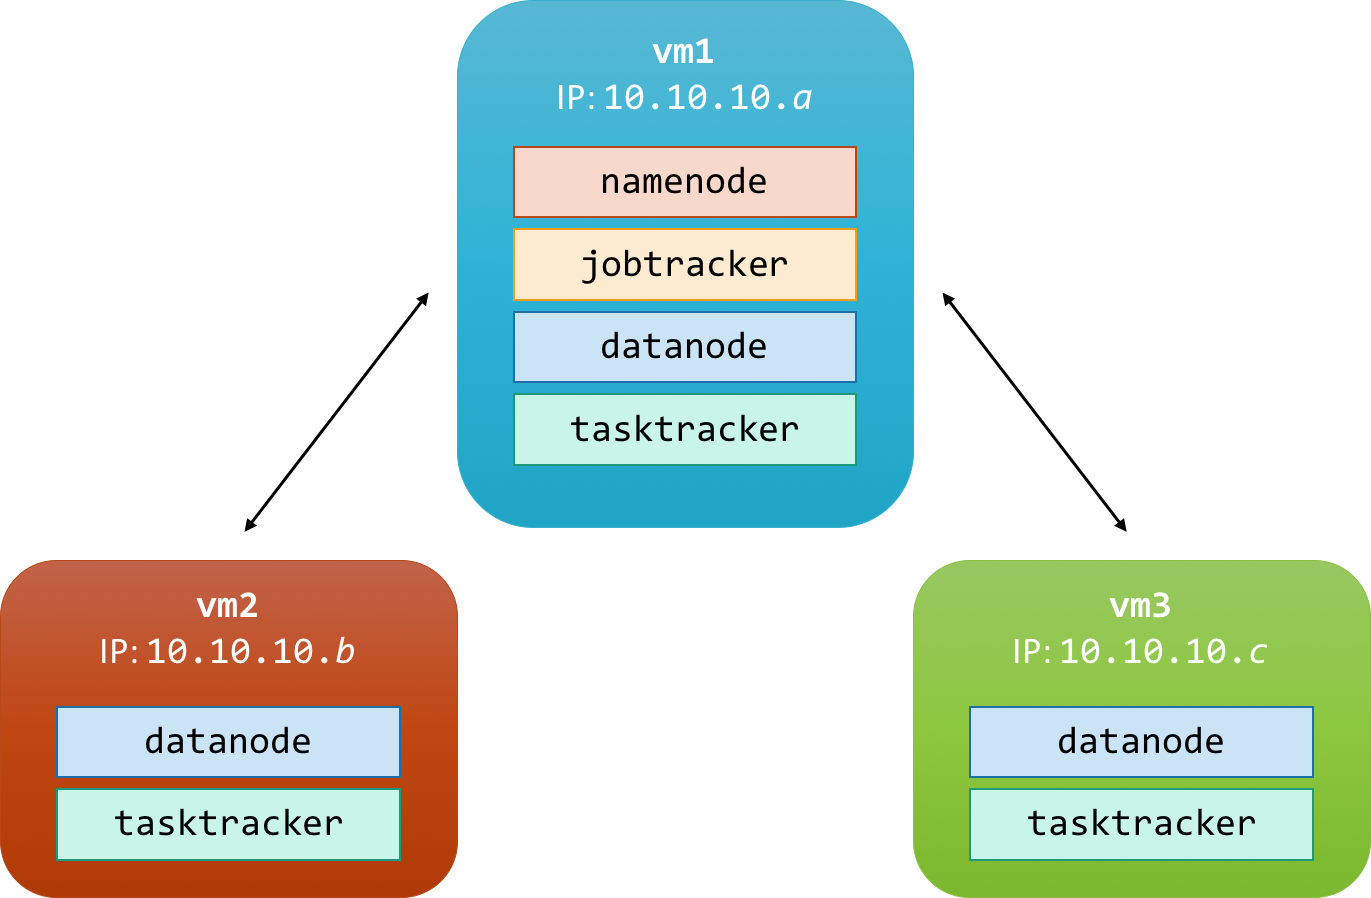 vm1
IP: 10.10.10.a
namenode
jobtracker
datanode
tasktracker
vm2
IP: 10.10.10.b
datanode
tasktracker
vm3
IP: 10.10.10.c
datanode
tasktracker